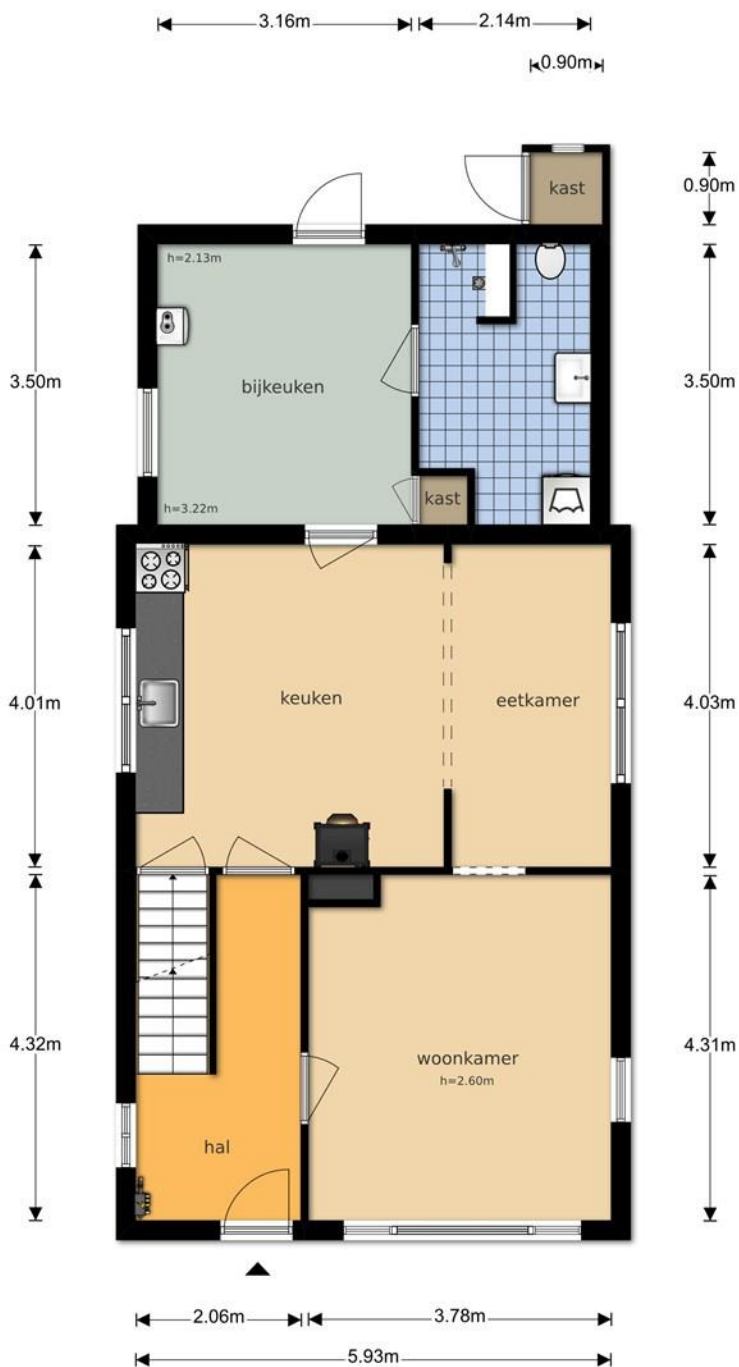 3.16m
2.14m
0.90m
kast
0.90m
h=2.13m
3.50m
bijkeuken
3.50m
kast
h=3.22m
4.01m
keuken
eetkamer
4.03m
4.32m
woonkamer
h=2.60m
4.31m
hal
2.06m
3.78m
5.93m